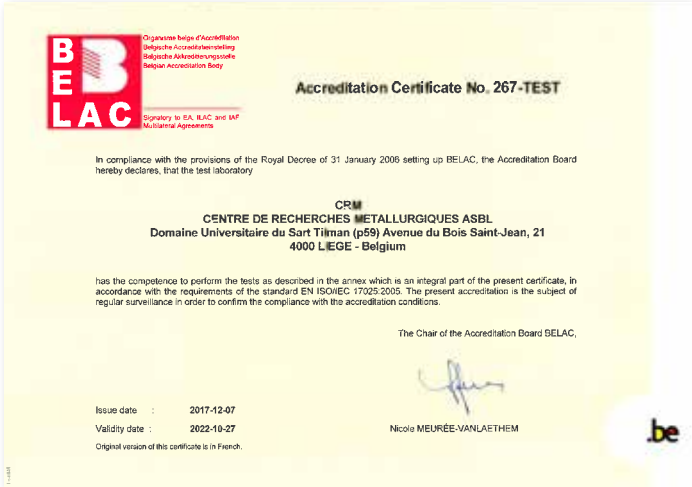 B
E
L A C
Organisme belge d'Accréditation
Belgische Accreditatieinstelling
Belgische Akkreditierungsstelle
Belgian Accreditation Body
Signatory to EA, ILAC and IAF
Multilateral Agreements
Accreditation Certificate No. 267-TEST
In compliance with the provisions of the Royal Decree of 31 January 2006 setting up BELAC, the Accreditation Board
hereby declares, that the test laboratory
CRM
CENTRE DE RECHERCHES METALLURGIQUES ASBL
Domaine Universitaire du Sart Tilman (p59) Avenue du Bois Saint-Jean, 21
4000 LIEGE - Belgium
has the competence to perform the tests as described in the annex which is an integral part of the present certificate, in
accordance with the requirements of the standard EN ISO/IEC 17025:2005. The present accreditation is the subject of
regular surveillance in order to confirm the compliance with the accreditation conditions.
The Chair of the Accreditation Board BELAC,
Issue date : 2017-12-07
Validity date : 2022-10-27
Nicole MEURÉE-VANLAETHEM
Original version of this certificate is in French.
.be